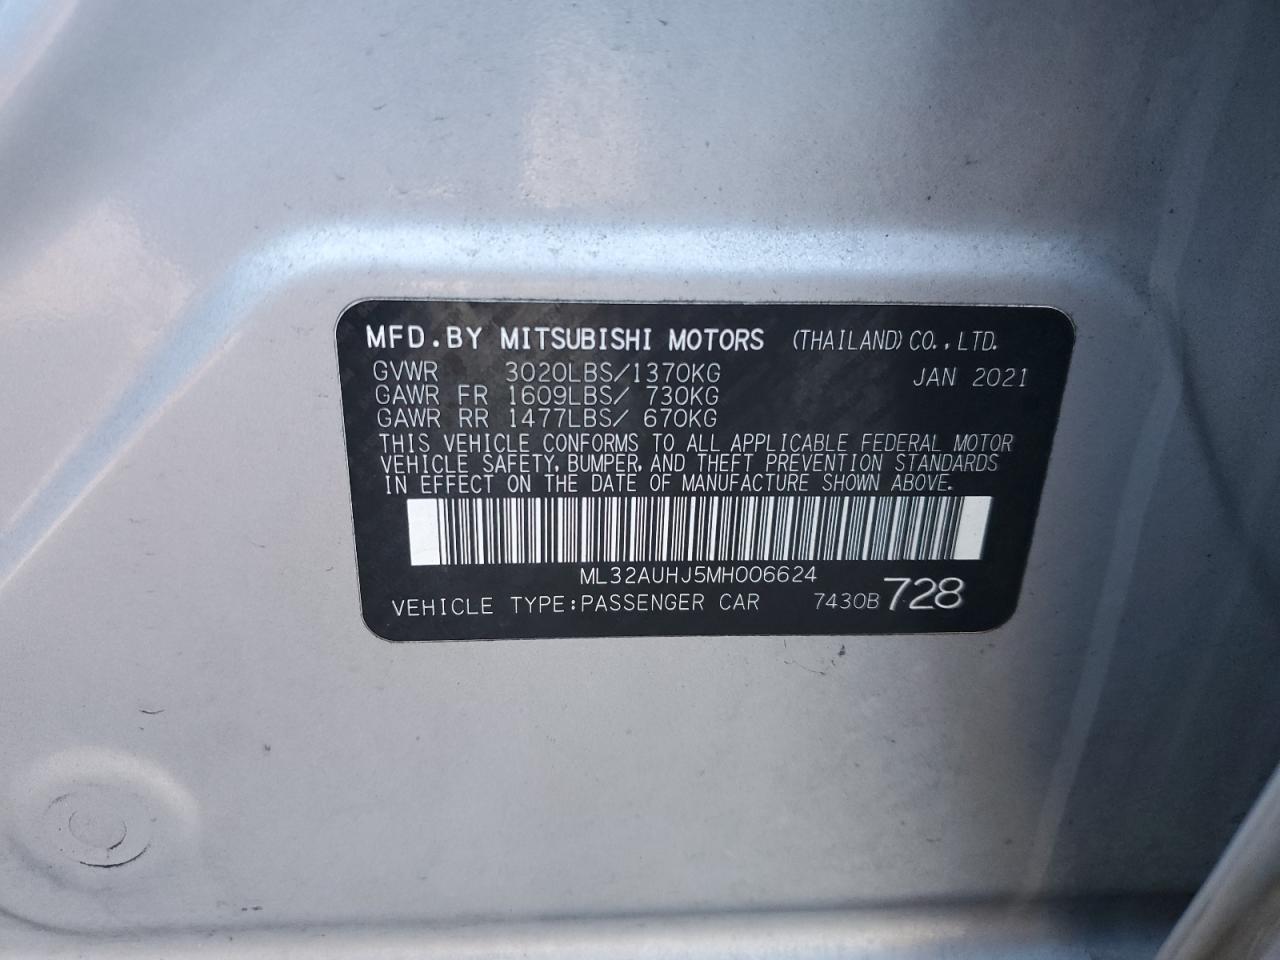 MFD.BY MITSUBISHI MOTORS (THAILAND) CO., LTD.
GVWR 3020LBS/1370KG JAN 2021
GAWR FR 1609LBS/ 730KG
GAWR RR 1477LBS/ 670KG
THIS VEHICLE CONFORMS TO ALL APPLICABLE FEDERAL MOTOR
VEHICLE SAFETY, BUMPER, AND THEFT PREVENTION STANDARDS
IN EFFECT ON THE DATE OF MANUFACTURE SHOWN ABOVE.
ML32AUHJ5MH006624
VEHICLE TYPE:PASSENGER CAR 7430B 728